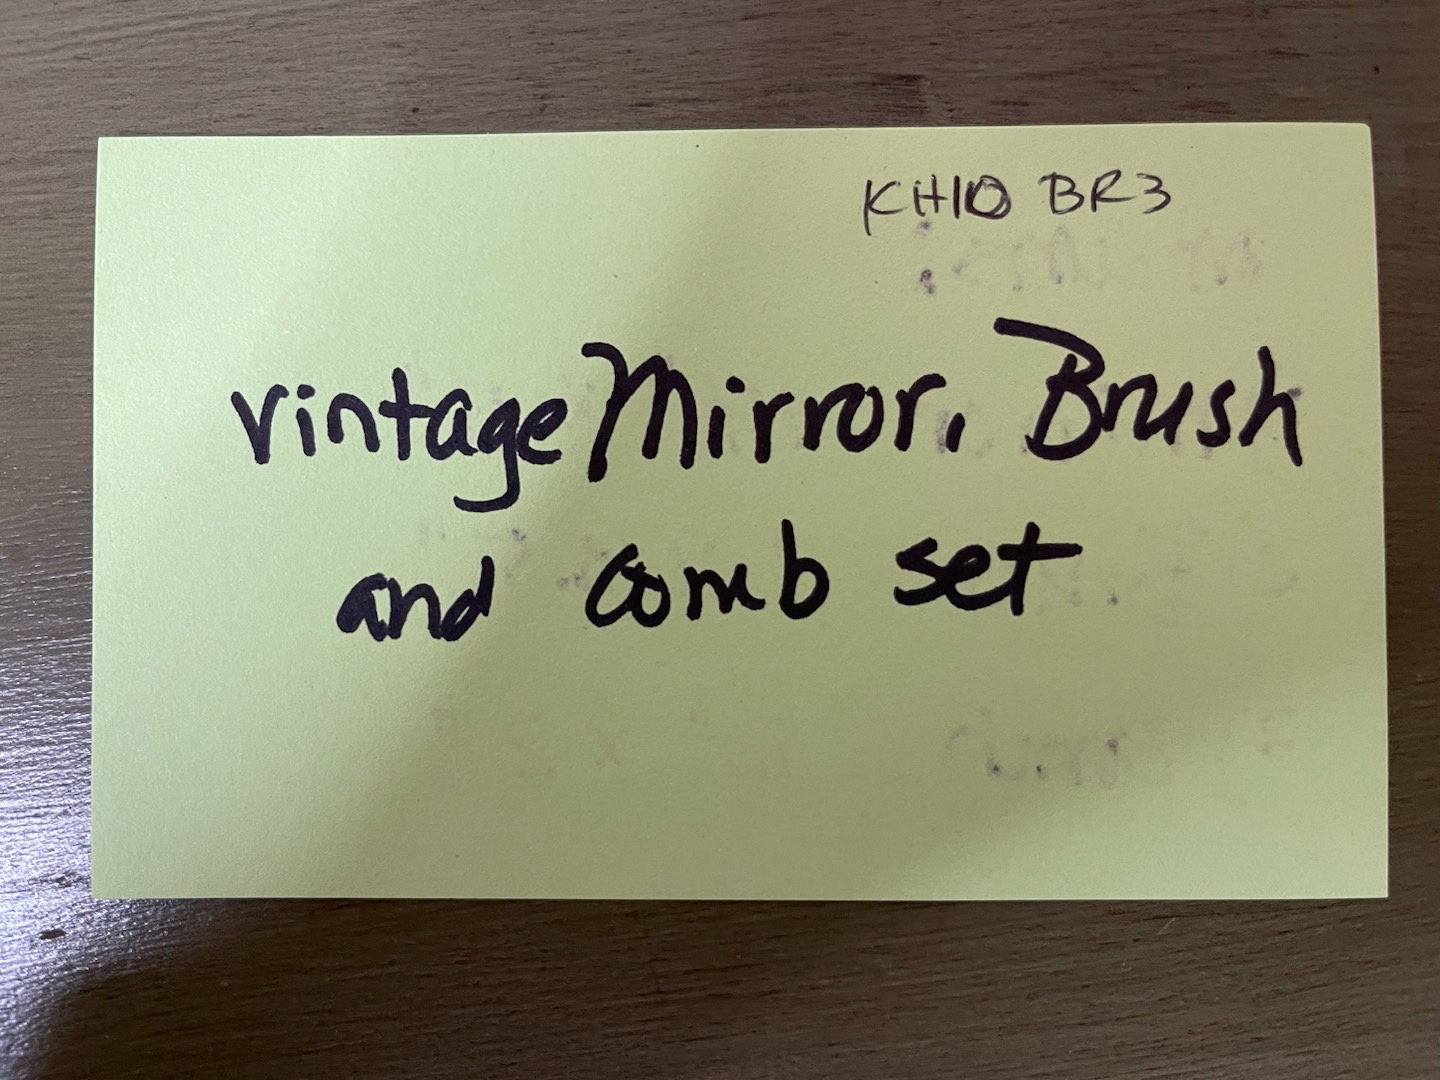 KH10 BR3
vintage Mirror, Brush
and comb set